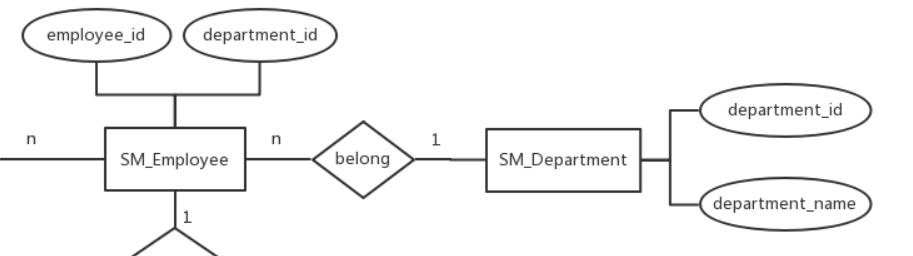 employee_id
department_id
department_id
n
n
1
SM_Employee
belong
SM_Department
department_name
1